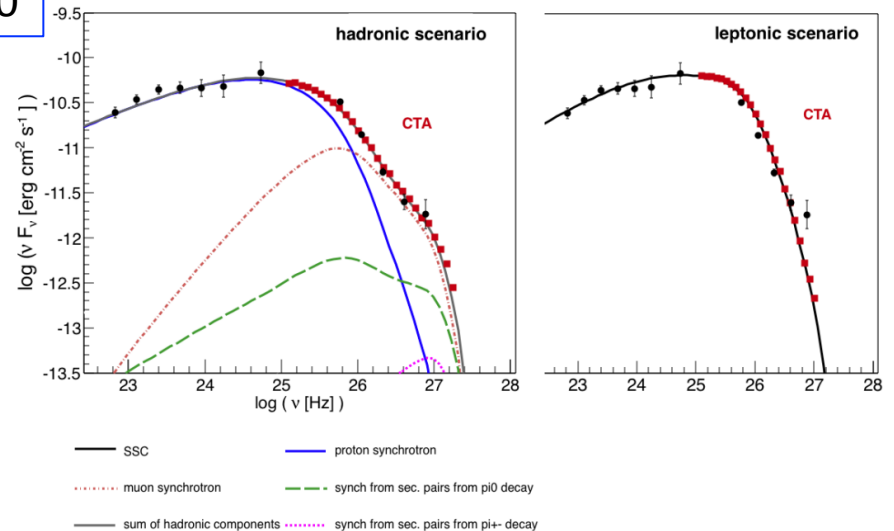 0
hadronic scenario
leptonic scenario
CTA
CTA
log (ν Fν [erg cm² s⁻¹ ])
-9.5
-10
-10.5
-11
-11.5
-12
-12.5
-13
-13.5
23 24 25 26 27 28
23 24 25 26 27 28
log ( ν [Hz] )
SSC
proton synchrotron
muon synchrotron
synch from sec. pairs from pi0 decay
sum of hadronic components
synch from sec. pairs from pi+- decay